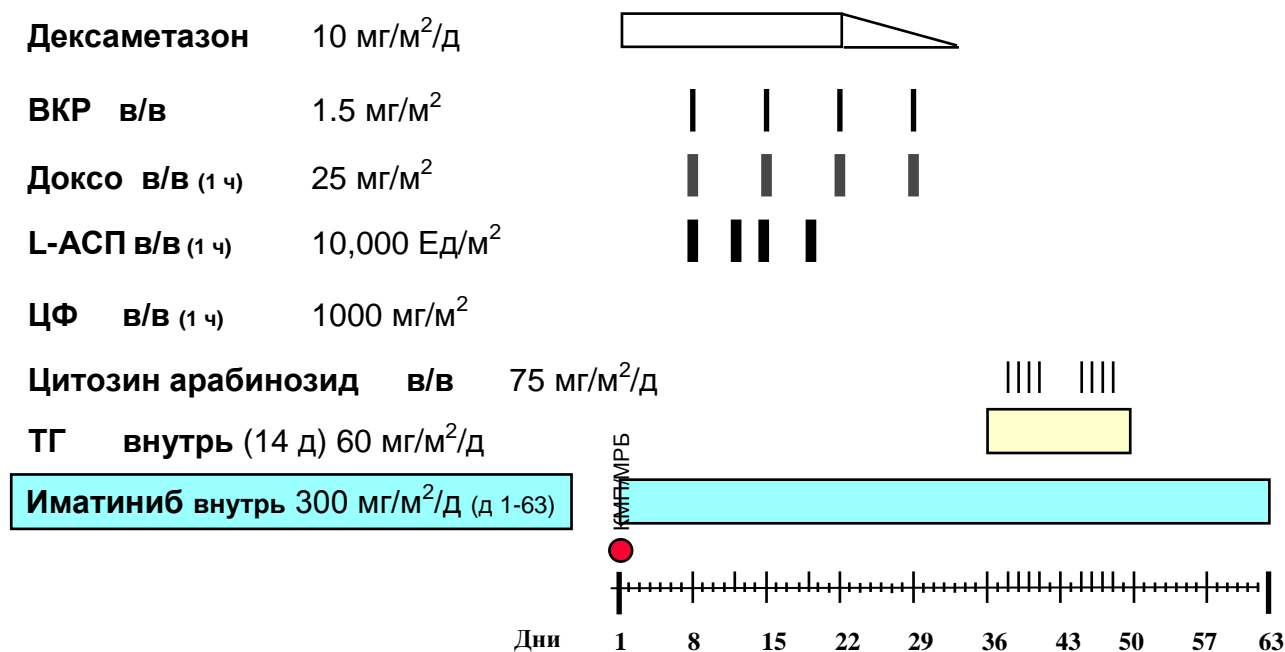 Дексаметазон 10 мг/м²/д
ВКР в/в 1.5 мг/м²
Доксо в/в (1 ч) 25 мг/м²
L-АСП в/в (1 ч) 10,000 Ед/м²
ЦФ в/в (1 ч) 1000 мг/м²
Цитозин арабинозид в/в 75 мг/м²/д
ТГ внутрь (14 д) 60 мг/м²/д
КМП/МРБ
Иматиниб внутрь 300 мг/м²/д (д 1-63)
Дни 1 8 15 22 29 36 43 50 57 63